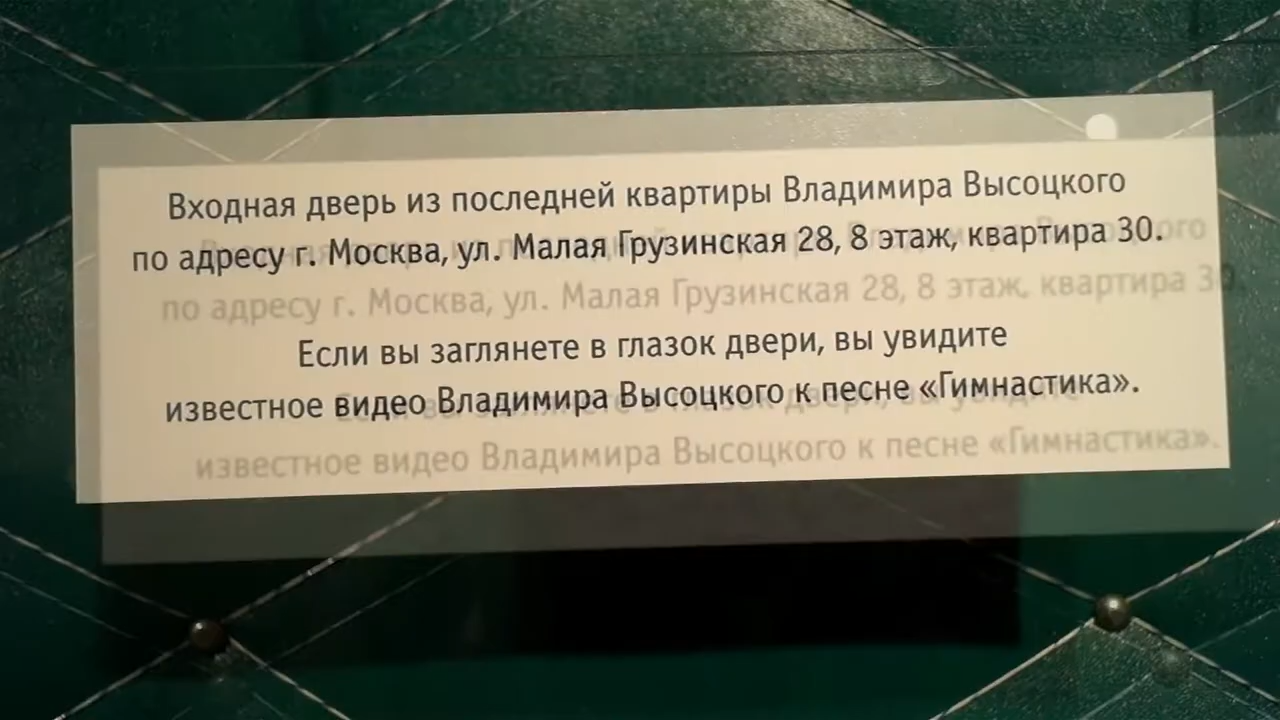 Входная дверь из последней квартиры Владимира Высоцкого
по адресу г. Москва, ул. Малая Грузинская 28, 8 этаж, квартира 30.
Если вы заглянете в глазок двери, вы увидите
известное видео Владимира Высоцкого к песне «Гимнастика».